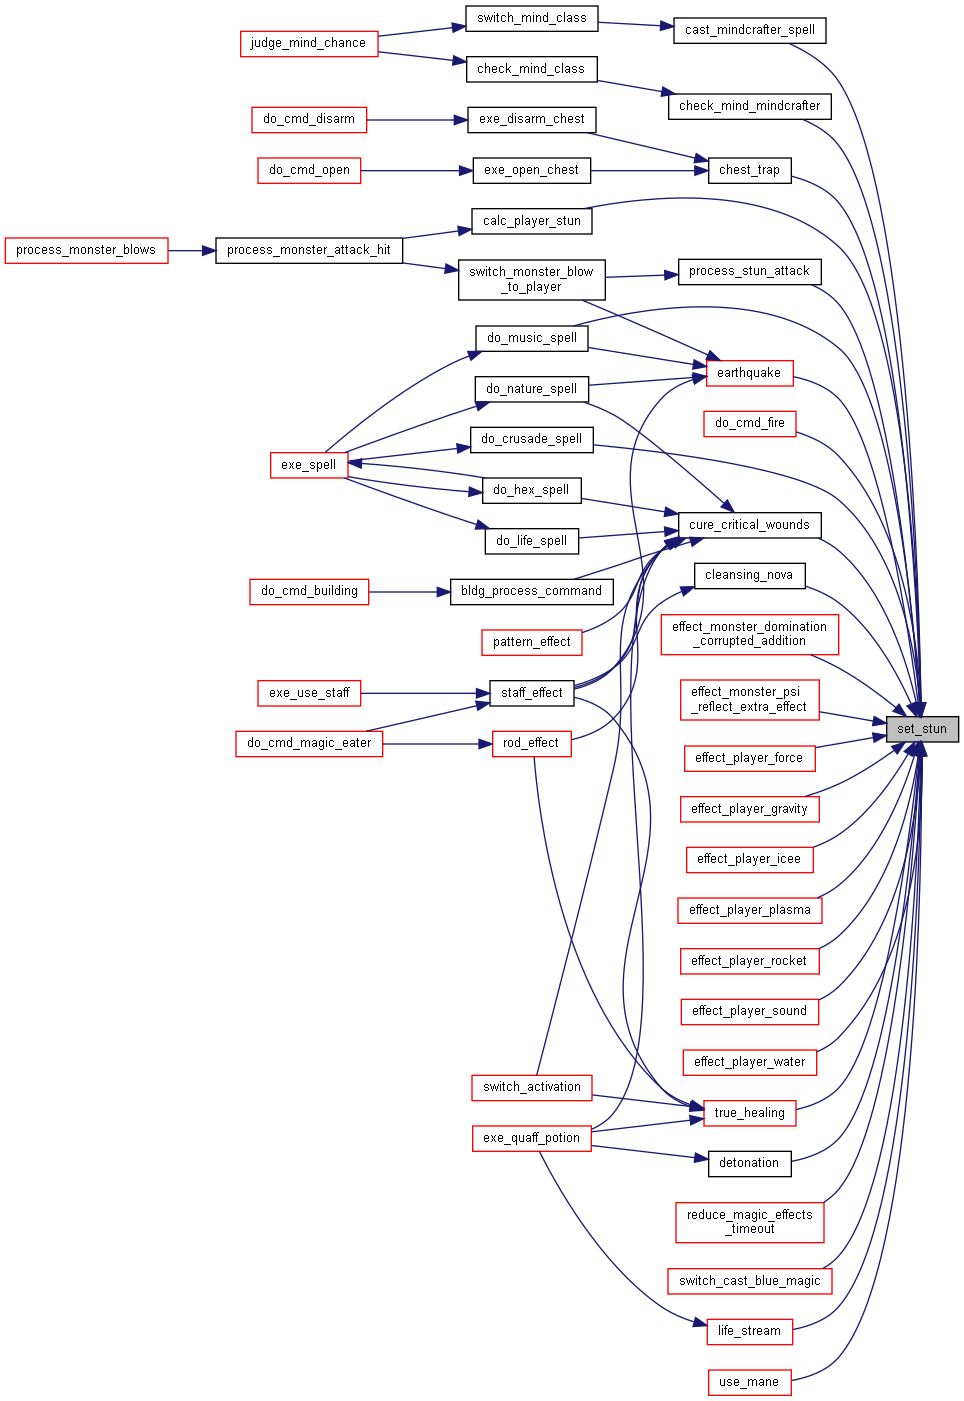 switch_mind_class
cast_mindcrafter_spell
judge_mind_chance
check_mind_class
check_mind_mindcrafter
do_cmd_disarm
exe_disarm_chest
do_cmd_open
exe_open_chest
chest_trap
calc_player_stun
process_monster_blows
process_monster_attack_hit
switch_monster_blow
_to_player
process_stun_attack
do_music_spell
earthquake
do_nature_spell
do_cmd_fire
do_crusade_spell
exe_spell
do_hex_spell
cure_critical_wounds
do_life_spell
cleansing_nova
do_cmd_building
bldg_process_command
effect_monster_domination
_corrupted_addition
pattern_effect
exe_use_staff
staff_effect
effect_monster_psi
_reflect_extra_effect
set_stun
do_cmd_magic_eater
rod_effect
effect_player_force
effect_player_gravity
effect_player_icee
effect_player_plasma
effect_player_rocket
effect_player_sound
effect_player_water
switch_activation
true_healing
exe_quaff_potion
detonation
reduce_magic_effects
_timeout
switch_cast_blue_magic
life_stream
use_mane